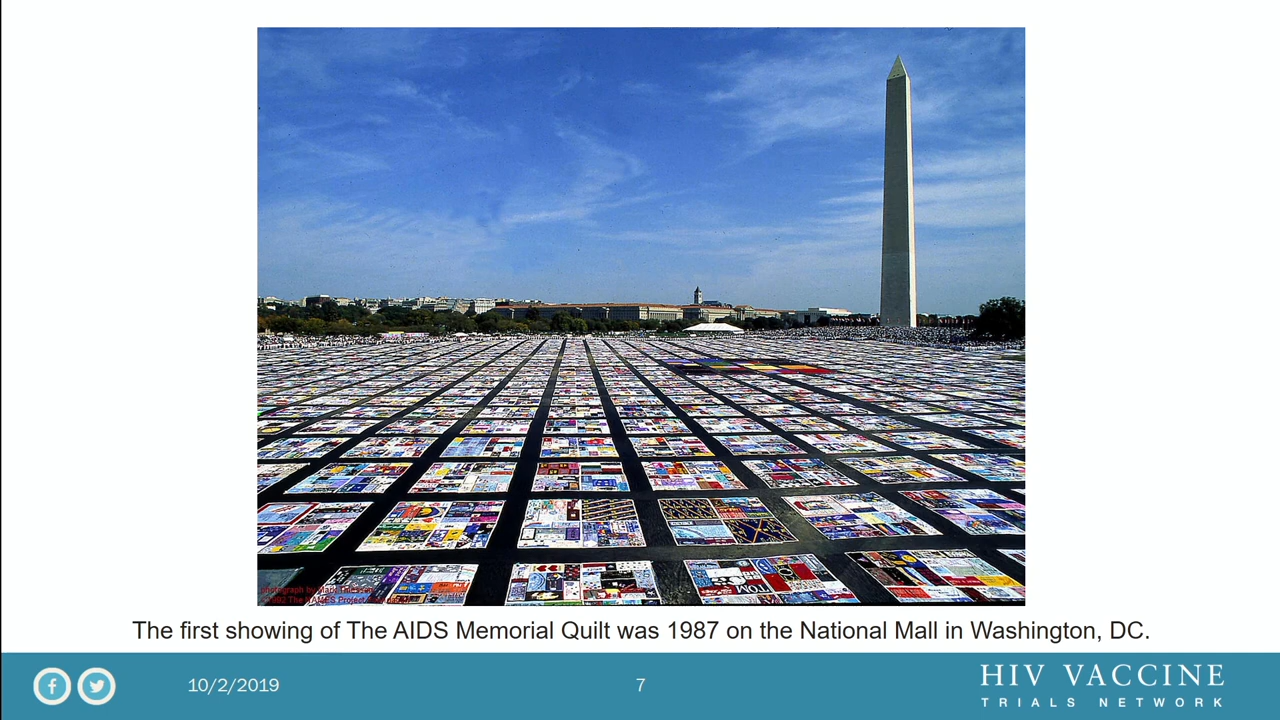 The first showing of The AIDS Memorial Quilt was 1987 on the National Mall in Washington, DC.
10/2/2019
7
HIV VACCINE
TRIALS NETWORK